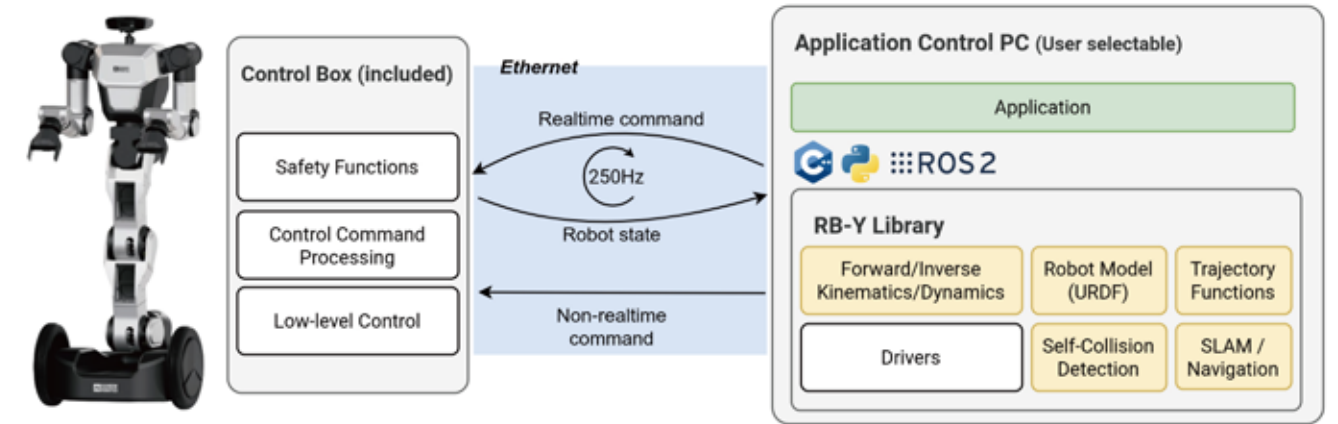 Control Box (included)
Safety Functions
Control Command
Processing
Low-level Control
Ethernet
Realtime command
250Hz
Robot state
Non-realtime
command
Application Control PC (User selectable)
Application
C++
ROS2
RB-Y Library
Forward/Inverse
Kinematics/Dynamics
Robot Model
(URDF)
Trajectory
Functions
Drivers
Self-Collision
Detection
SLAM /
Navigation